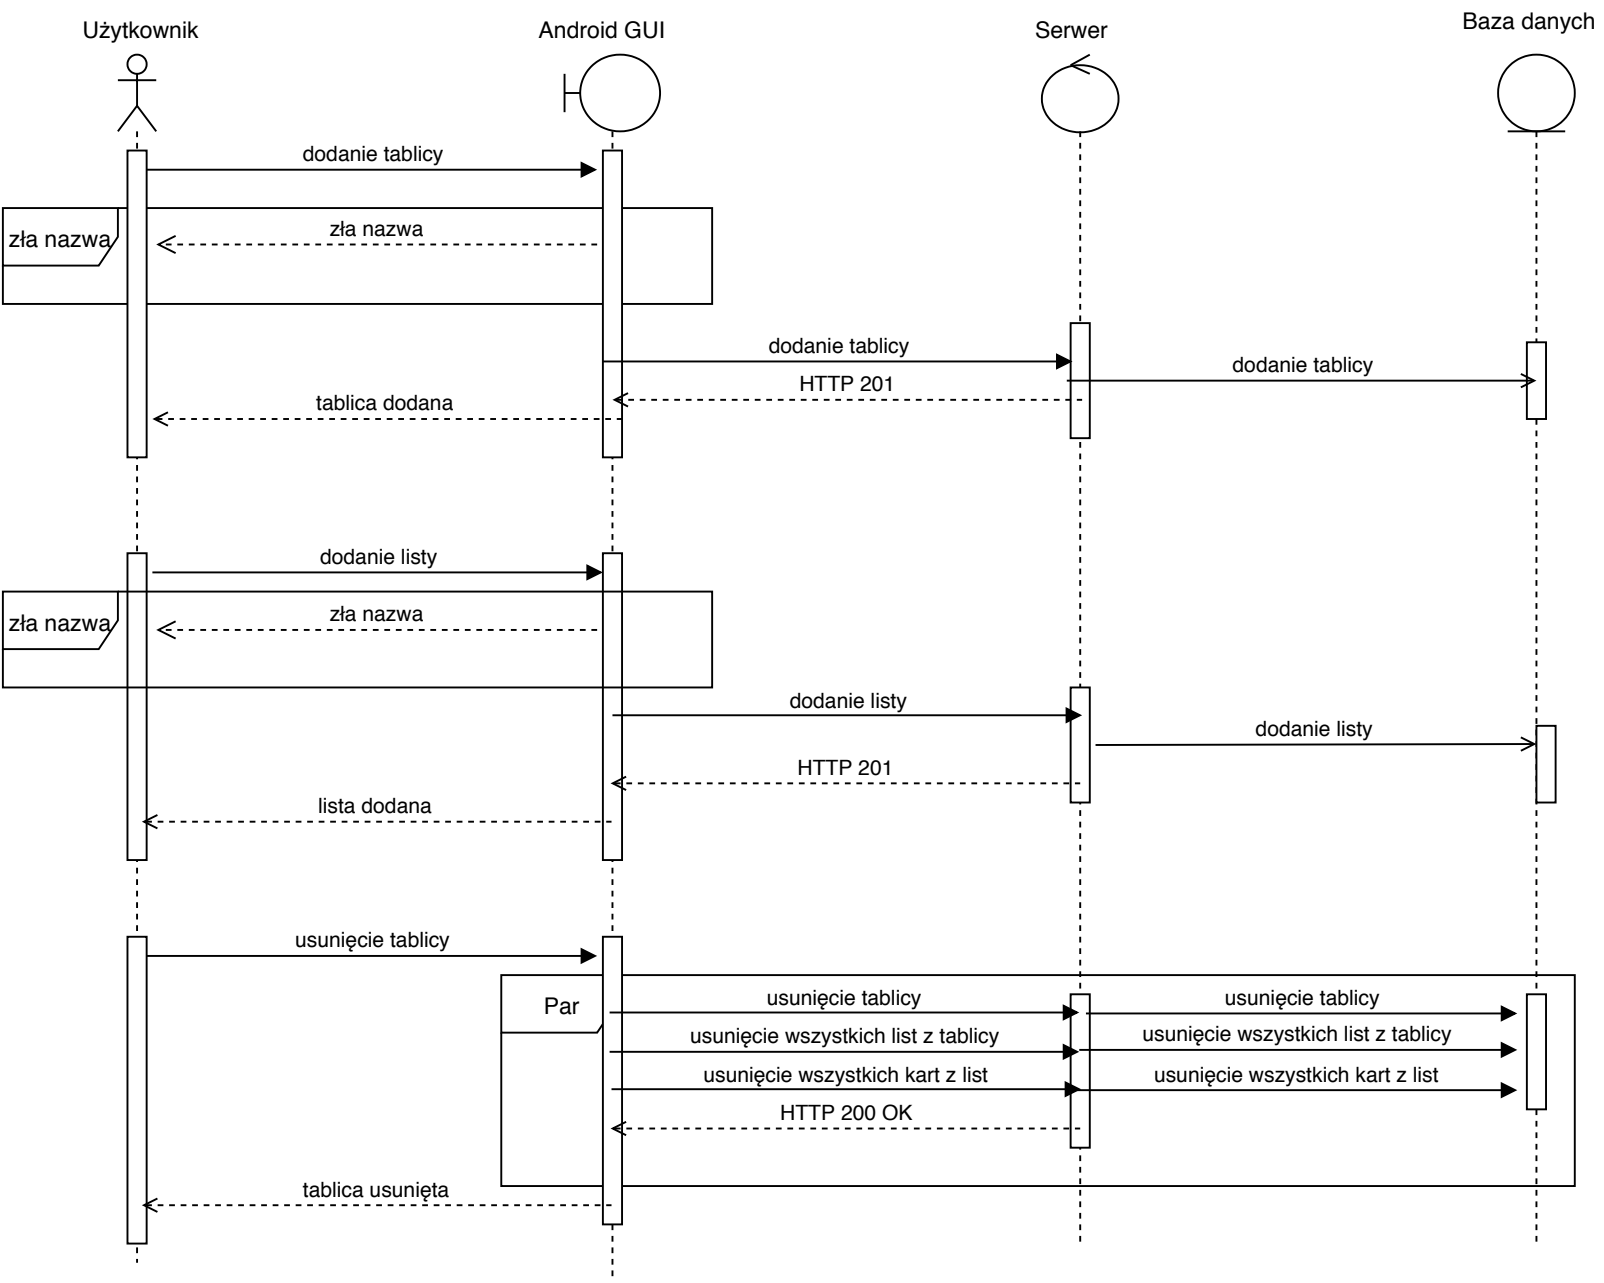 Użytkownik
Android GUI
Serwer
Baza danych
dodanie tablicy
zła nazwa
zła nazwa
dodanie tablicy
dodanie tablicy
HTTP 201
tablica dodana
dodanie listy
zła nazwa
zła nazwa
dodanie listy
dodanie listy
HTTP 201
lista dodana
usunięcie tablicy
Par
usunięcie tablicy
usunięcie tablicy
usunięcie wszystkich list z tablicy
usunięcie wszystkich list z tablicy
usunięcie wszystkich kart z list
usunięcie wszystkich kart z list
HTTP 200 OK
tablica usunięta